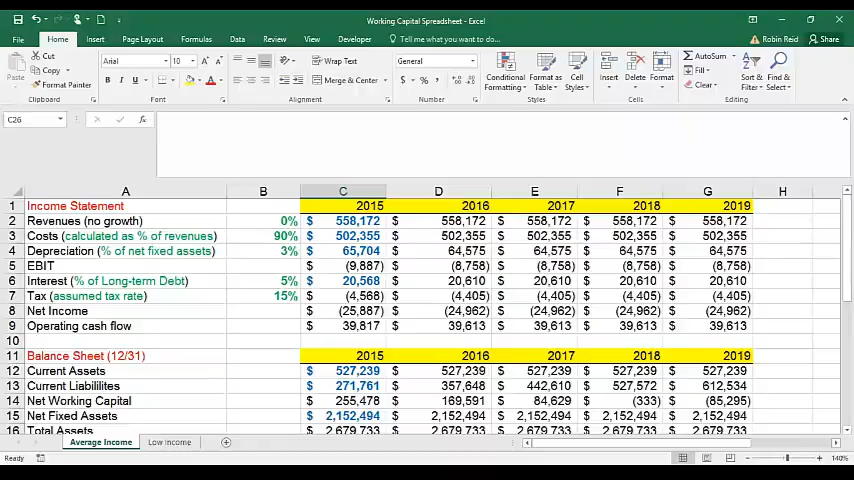 Working Capital Spreadsheet - Excel
File Home Insert Page Layout Formulas Data Review View Developer Tell me what you want to do... Robin Reid Share
Paste Cut Copy Format Painter Clipboard
Arial 10 B I U Font
Wrap Text Merge & Center Alignment
General $ % Number
Conditional Formatting Format as Table Cell Styles Styles
Insert Delete Format Cells
AutoSum Fill Clear Sort & Filter Find & Select Editing
C26 fx
A B C D E F G H
1 Income Statement 2015 2016 2017 2018 2019
2 Revenues (no growth) 0% $ 558,172 $ 558,172 $ 558,172 $ 558,172 $ 558,172
3 Costs (calculated as % of revenues) 90% $ 502,355 $ 502,355 $ 502,355 $ 502,355 $ 502,355
4 Depreciation (% of net fixed assets) 3% $ 65,704 $ 64,575 $ 64,575 $ 64,575 $ 64,575
5 EBIT $ (9,887) $ (8,758) $ (8,758) $ (8,758) $ (8,758)
6 Interest (% of Long-term Debt) 5% $ 20,568 $ 20,610 $ 20,610 $ 20,610 $ 20,610
7 Tax (assumed tax rate) 15% $ (4,568) $ (4,405) $ (4,405) $ (4,405) $ (4,405)
8 Net Income $ (25,887) $ (24,962) $ (24,962) $ (24,962) $ (24,962)
9 Operating cash flow $ 39,817 $ 39,613 $ 39,613 $ 39,613 $ 39,613
10
11 Balance Sheet (12/31) 2015 2016 2017 2018 2019
12 Current Assets $ 527,239 $ 527,239 $ 527,239 $ 527,239 $ 527,239
13 Current Liabililites $ 271,761 $ 357,648 $ 442,610 $ 527,572 $ 612,534
14 Net Working Capital $ 255,478 $ 169,591 $ 84,629 $ (333) $ (85,295)
15 Net Fixed Assets $ 2,152,494 $ 2,152,494 $ 2,152,494 $ 2,152,494 $ 2,152,494
16 Total Assets $ 2,679,733 $ 2,679,733 $ 2,679,733 $ 2,679,733 $ 2,679,733
Average Income Low Income
Ready 140%